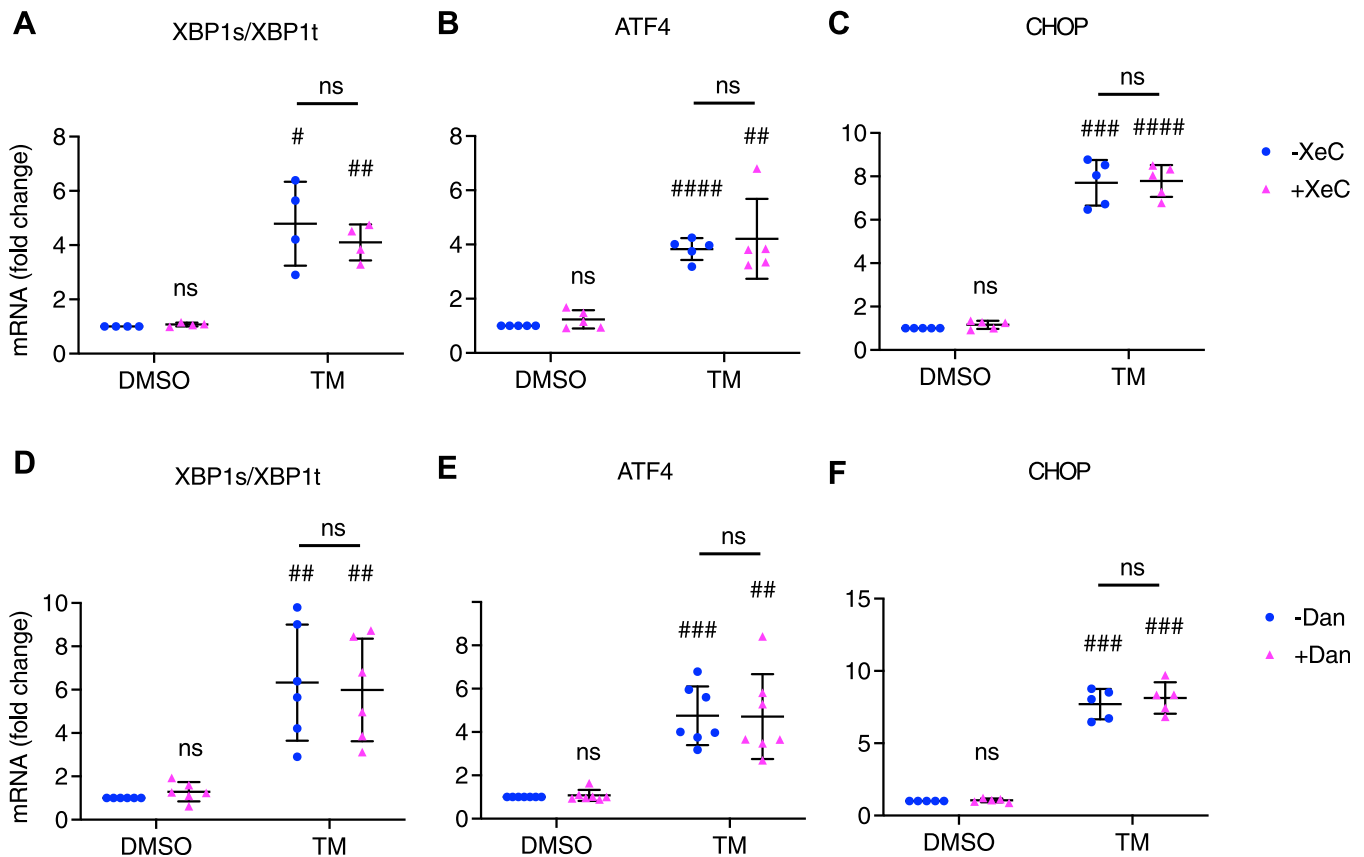 A
XBP1s/XBP1t
ns
#
##
ns
mRNA (fold change)
8
6
4
2
0
DMSO
TM
B
ATF4
ns
##
####
ns
8
6
4
2
0
DMSO
TM
C
CHOP
ns
###
####
ns
10
8
6
4
2
0
DMSO
TM
-XeC
+XeC
D
XBP1s/XBP1t
ns
##
##
ns
mRNA (fold change)
10
8
6
4
2
0
DMSO
TM
E
ATF4
ns
##
###
ns
8
6
4
2
0
DMSO
TM
F
CHOP
ns
###
###
ns
15
10
5
0
DMSO
TM
-Dan
+Dan